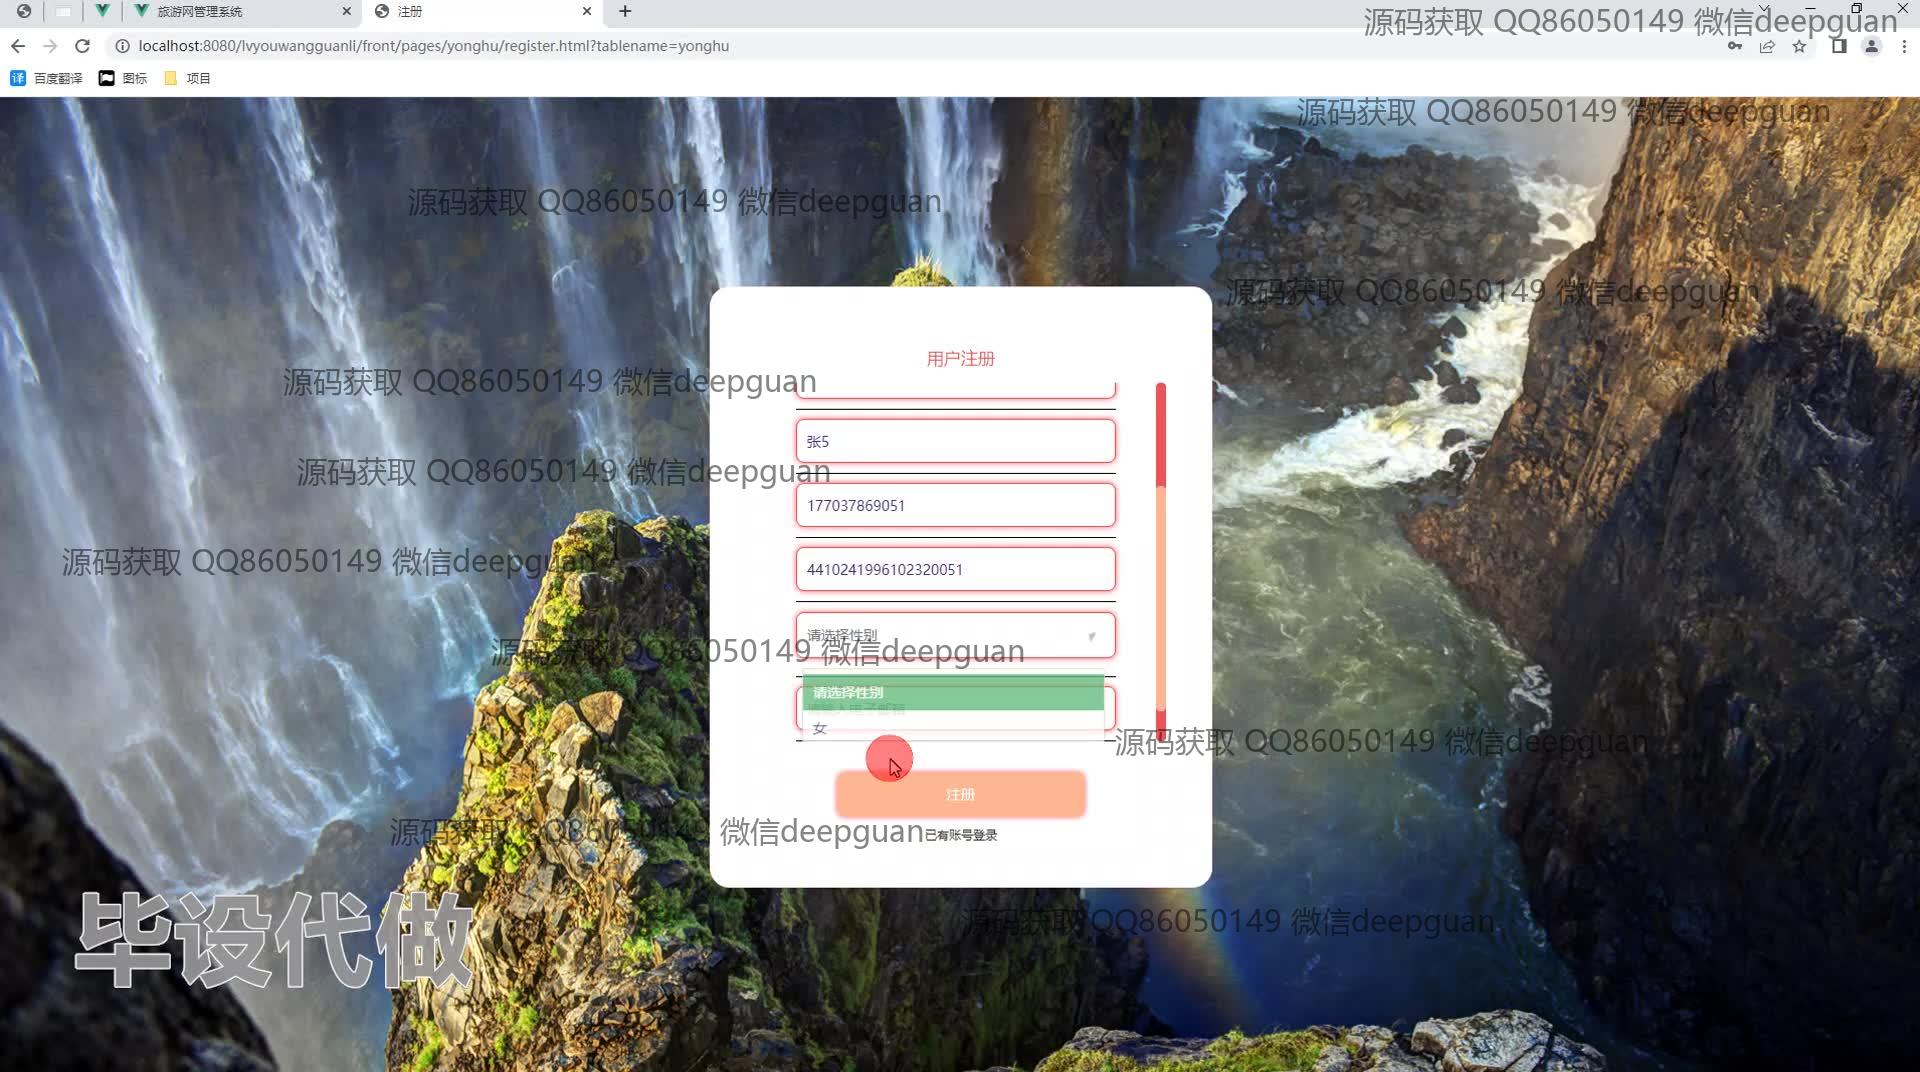 旅游网管理系统
注册
源码获取 QQ86050149 微信deepguan
localhost:8080/lvyouwangguanli/front/pages/yonghu/register.html?tablename=yonghu
译 百度翻译
图标
项目
源码获取 QQ86050149 微信deepguan
源码获取 QQ86050149 微信deepguan
源码获取 QQ86050149 微信deepguan
用户注册
源码获取 QQ86050149 微信deepguan
张5
源码获取 QQ86050149 微信deepguan
177037869051
源码获取 QQ86050149 微信deepguan
4410241996102320051
请选择性别
源码获取 QQ86050149 微信deepguan
请选择性别
请输入电子邮箱
女
源码获取 QQ86050149 微信deepguan
注册
源码获取 QQ86050149 微信deepguan
已有账号登录
源码获取 QQ86050149 微信deepguan
毕设代做